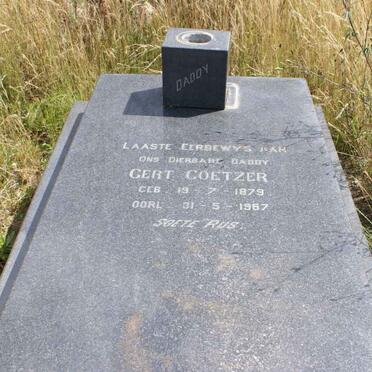 DADDY
LAASTE EERBEWYS AAN
ONS DIERBARE DADDY
GERT COETZER
GEB. 19-7-1879
OORL. 31-5-1967
SOETE RUS.